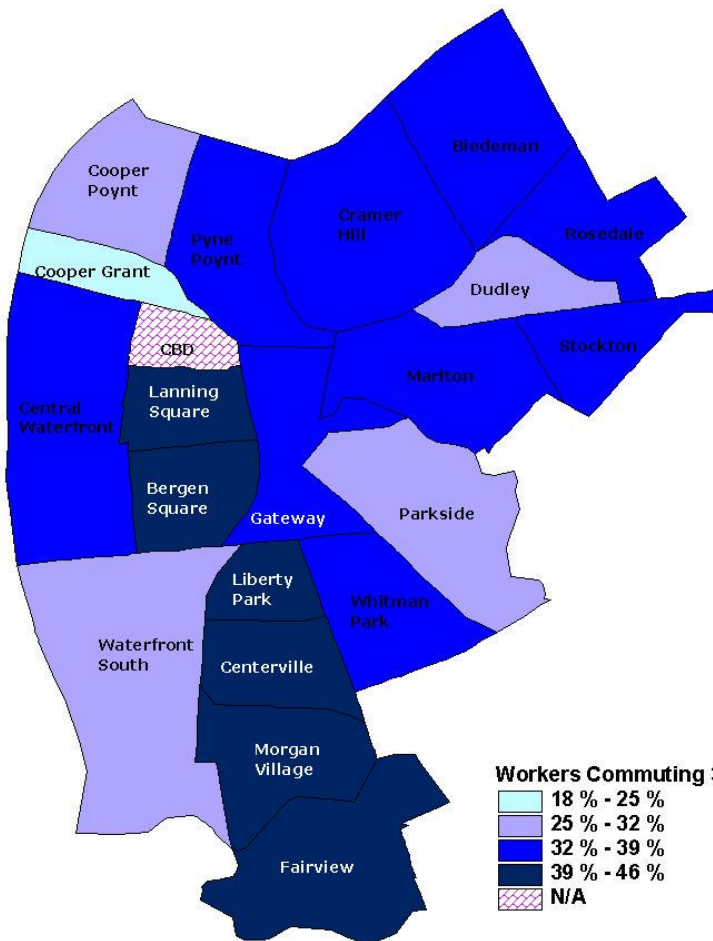 Biedeman
Cooper
Poynt
Cramer
Hill
Pyne
Poynt
Rosedale
Cooper Grant
Dudley
CBD
Stockton
Marlton
Lanning
Square
Central
Waterfront
Bergen
Square
Gateway
Parkside
Liberty
Park
Whitman
Park
Waterfront
South
Centerville
Morgan
Village
Fairview
Workers Commuting
18 % - 25 %
25 % - 32 %
32 % - 39 %
39 % - 46 %
N/A